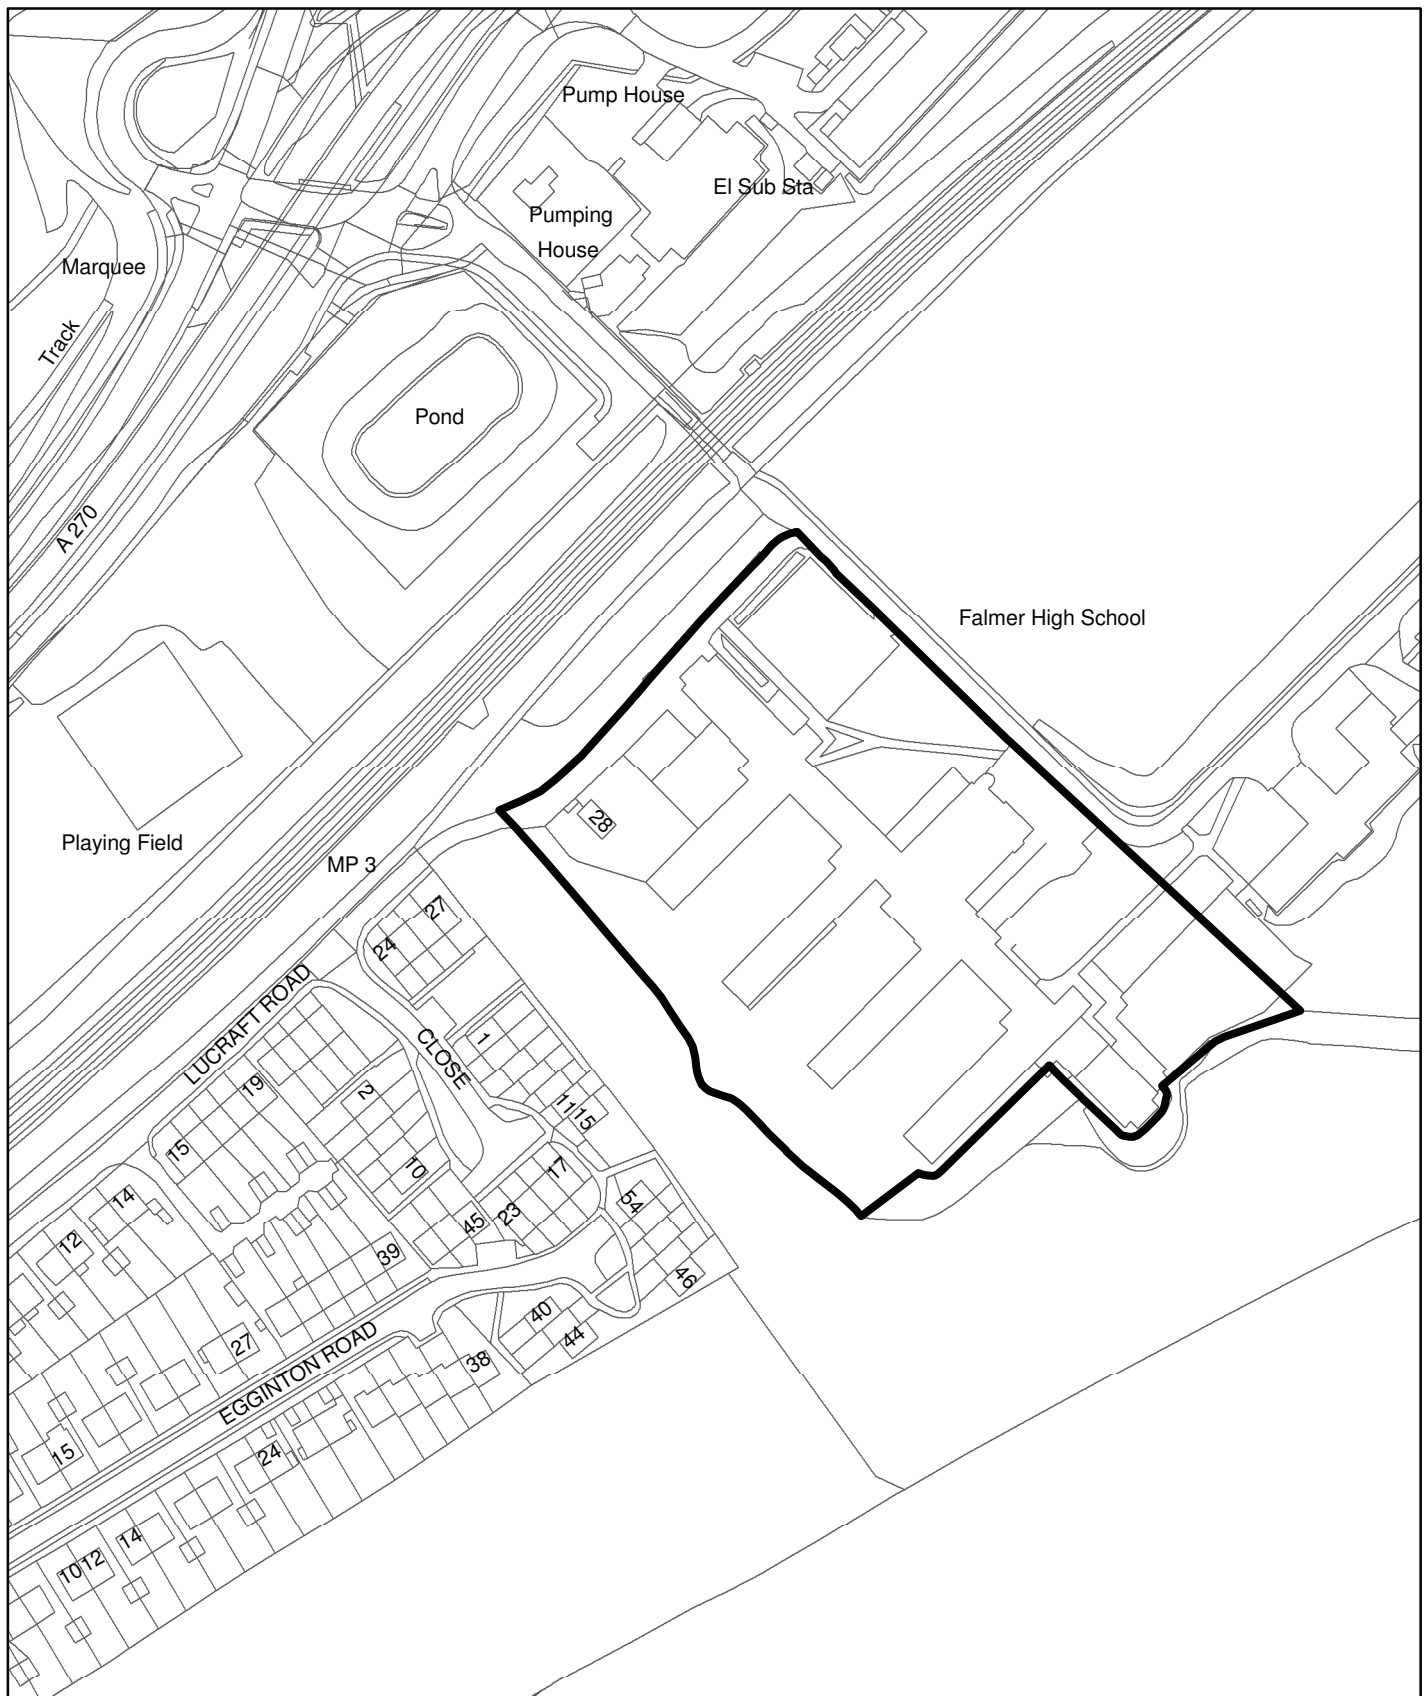 Pump House
El Sub Sta
Pumping
House
Marquee
Track
Pond
A 270
Falmer High School
Playing Field
28
MP 3
27
24
LUCRAFT ROAD
CLOSE
1
19
2
11
15
15
10
17
14
54
12
45
23
39
46
40
44
27
EGGINTON ROAD
38
15
24
14
10
12